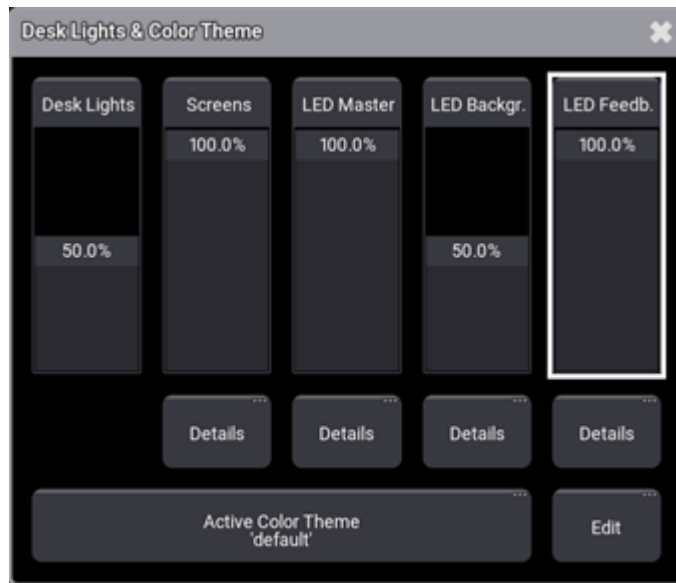 Desk Lights & Color Theme
Desk Lights
Screens
LED Master
LED Backgr.
LED Feedb.
100.0%
100.0%
100.0%
50.0%
50.0%
Details
Details
Details
Details
Active Color Theme
'default'
Edit